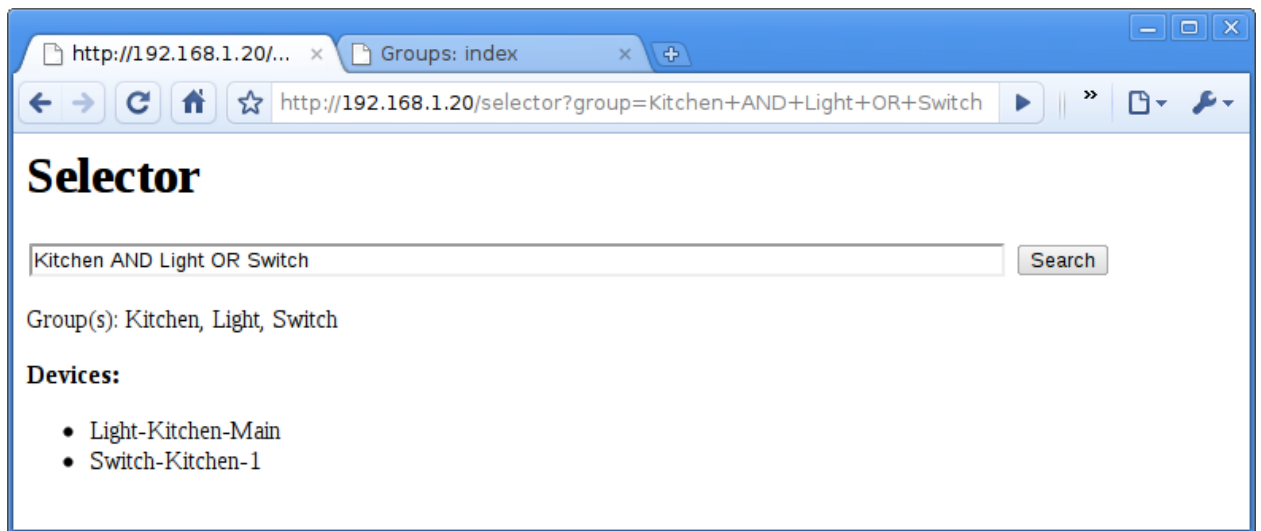 http://192.168.1.20/... Groups: index
http://192.168.1.20/selector?group=Kitchen+AND+Light+OR+Switch »
Selector
Kitchen AND Light OR Switch Search
Group(s): Kitchen, Light, Switch
Devices:
• Light-Kitchen-Main
• Switch-Kitchen-1